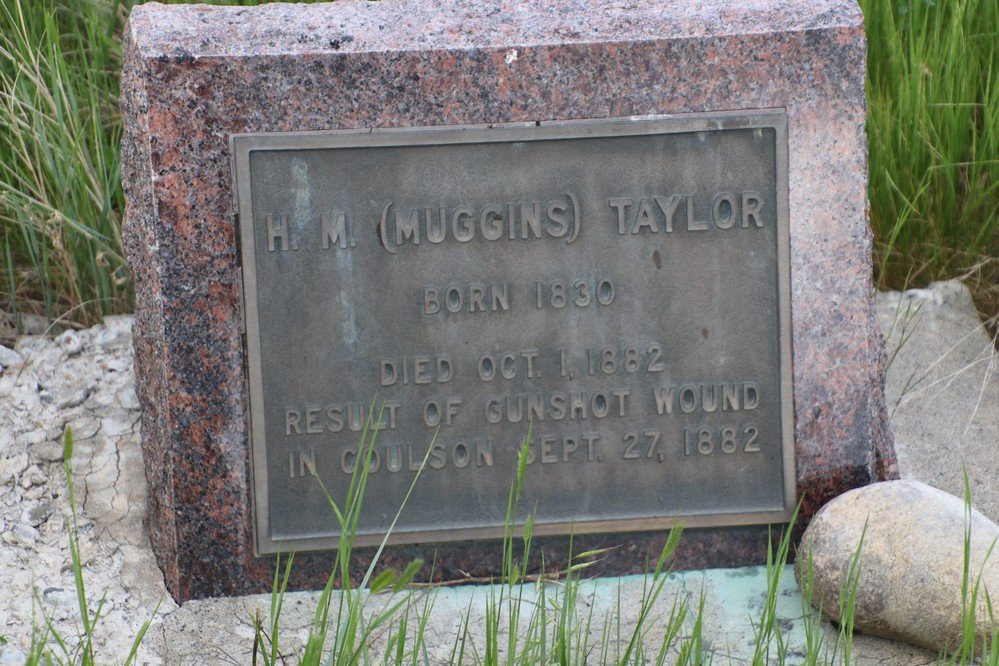 H. M. (MUGGINS) TAYLOR
BORN 1830
DIED OCT. 1, 1882
RESULT OF GUNSHOT WOUND
IN COULSON SEPT. 27, 1882